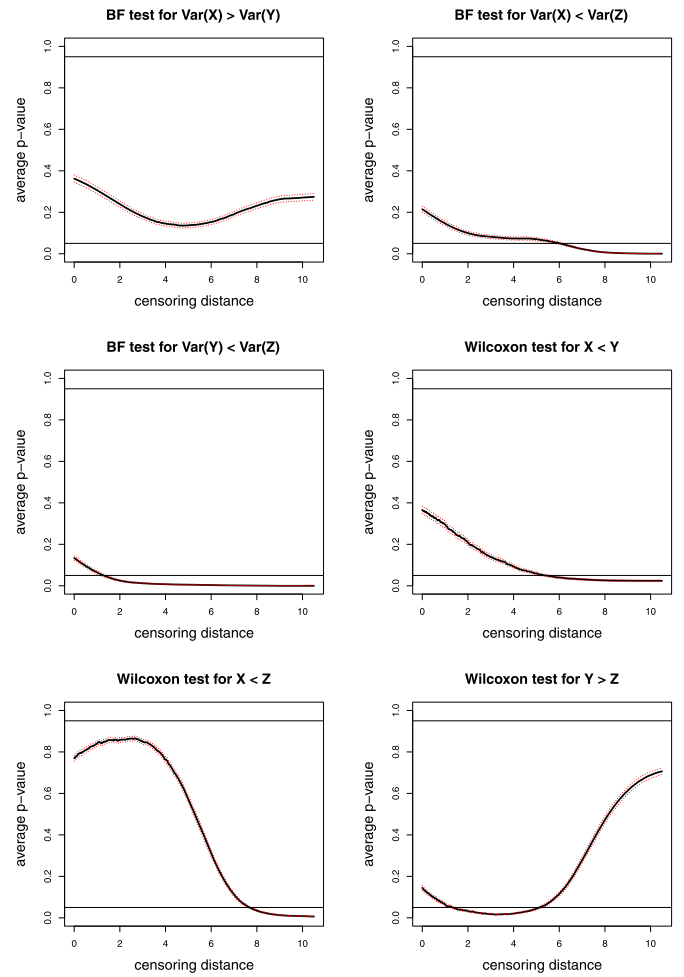 BF test for Var(X) > Var(Y)
average p−value
0.0 0.2 0.4 0.6 0.8 1.0
0 2 4 6 8 10
censoring distance
BF test for Var(X) < Var(Z)
average p−value
0.0 0.2 0.4 0.6 0.8 1.0
0 2 4 6 8 10
censoring distance
BF test for Var(Y) < Var(Z)
average p−value
0.0 0.2 0.4 0.6 0.8 1.0
0 2 4 6 8 10
censoring distance
Wilcoxon test for X < Y
average p−value
0.0 0.2 0.4 0.6 0.8 1.0
0 2 4 6 8 10
censoring distance
Wilcoxon test for X < Z
average p−value
0.0 0.2 0.4 0.6 0.8 1.0
0 2 4 6 8 10
censoring distance
Wilcoxon test for Y > Z
average p−value
0.0 0.2 0.4 0.6 0.8 1.0
0 2 4 6 8 10
censoring distance